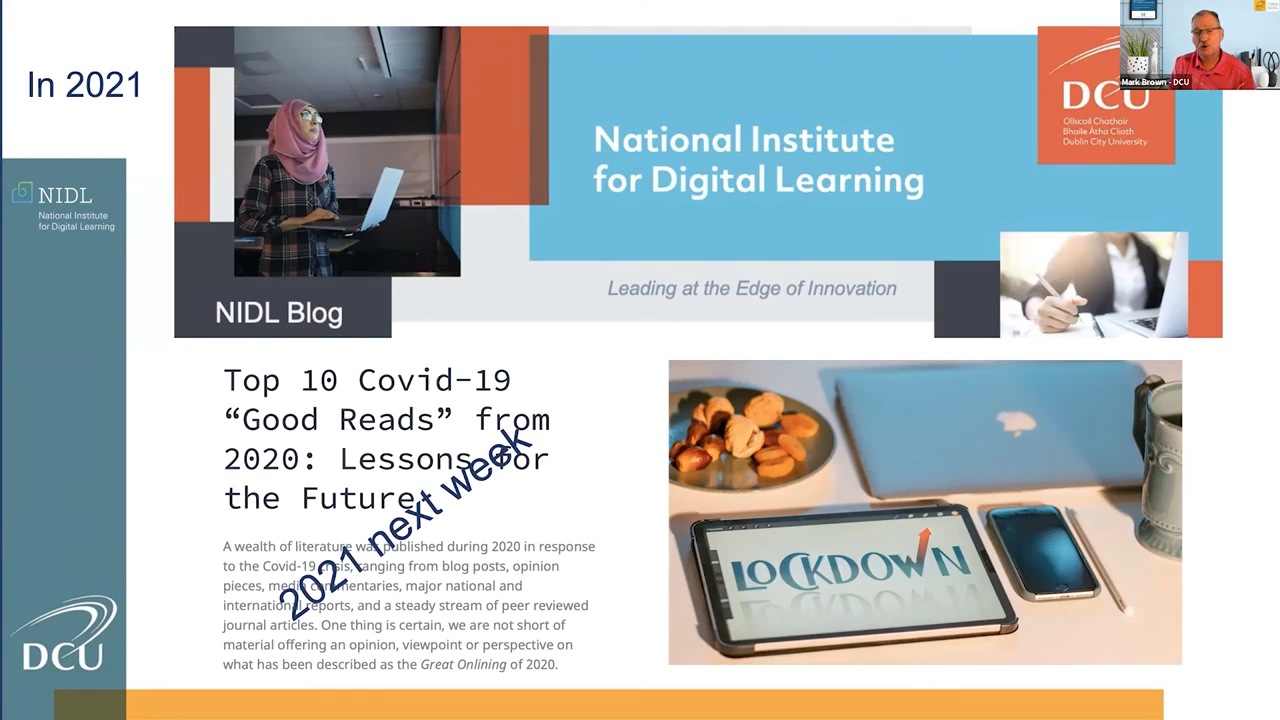 In 2021
NIDL
National Institute
for Digital Learning
DCU
National Institute
for Digital Learning
Leading at the Edge of Innovation
NIDL Blog
DCU
Ollscoil Chathair
Bhaile Átha Cliath
Dublin City University
Mark Brown - DCU
Top 10 Covid-19
“Good Reads” from
2020: Lessons for
the Future
2021 next week
A wealth of literature was published during 2020 in response
to the Covid-19 crisis, ranging from blog posts, opinion
pieces, media commentaries, major national and
international reports, and a steady stream of peer reviewed
journal articles. One thing is certain, we are not short of
material offering an opinion, viewpoint or perspective on
what has been described as the Great Onlining of 2020.
LOCKDOWN